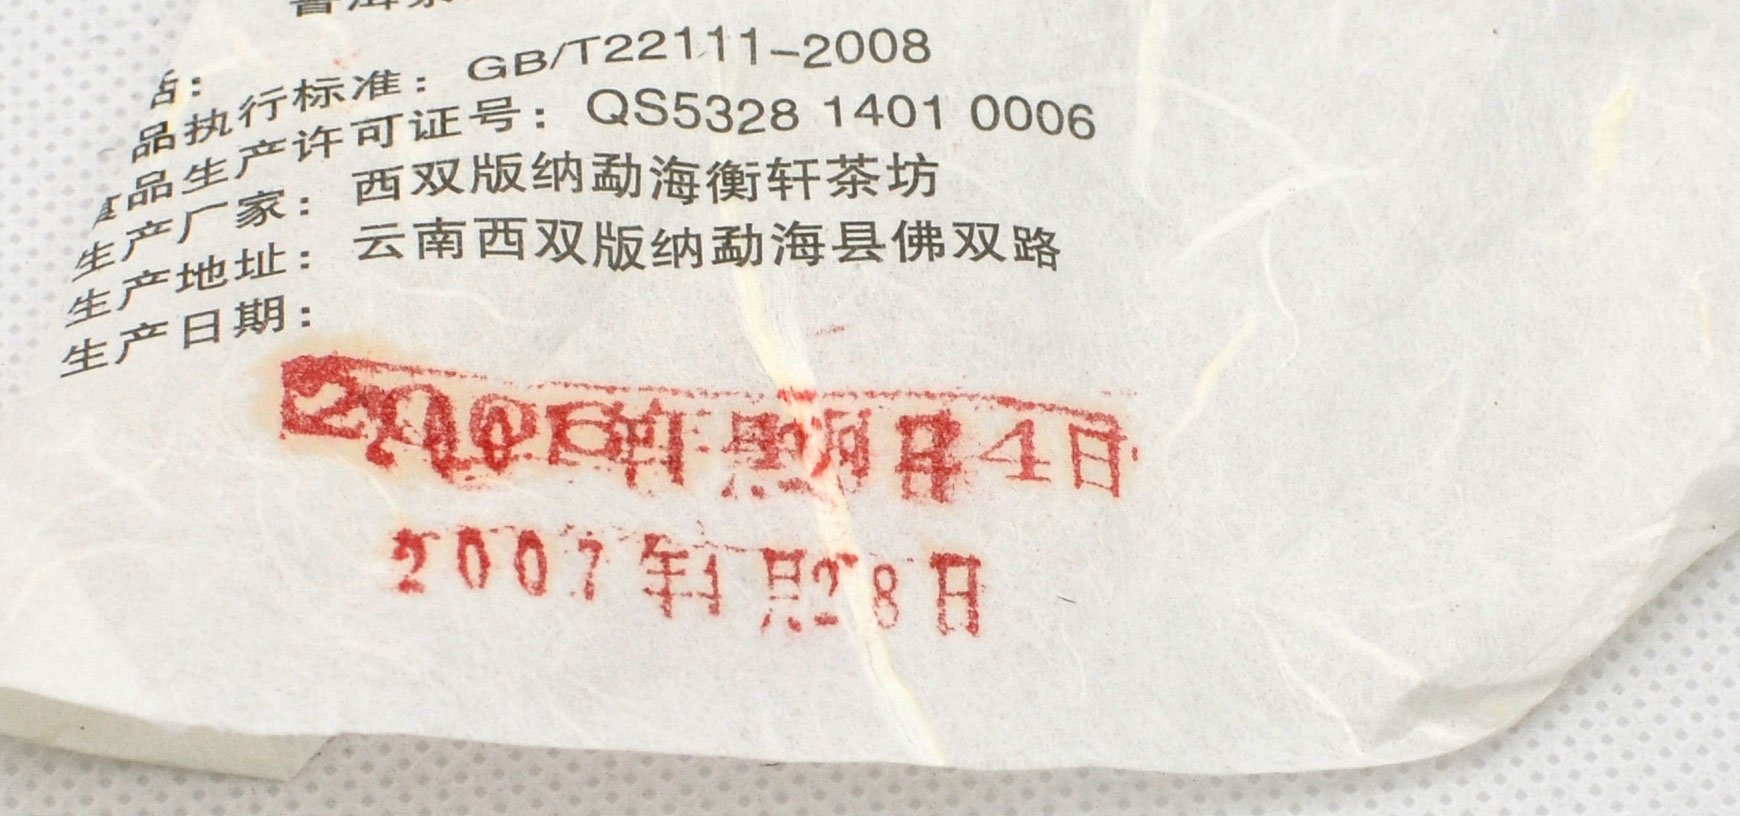 品执行标准：GB/T22111-2008
品生产许可证号：QS5328 1401 0006
生产厂家：西双版纳勐海衡轩茶坊
生产地址：云南西双版纳勐海县佛双路
生产日期：
2007年1月28日